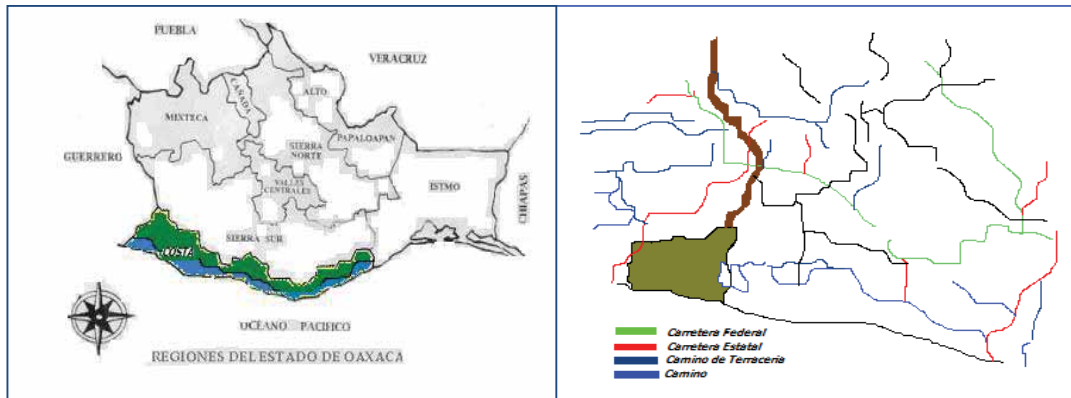 PUEBLA
VERACRUZ
CAÑADA
ALTO
MIXTECA
PAPALOAPAN
GUERRERO
SIERRA
NORTE
ISTMO
CHIAPAS
VALLES
CENTRALES
SIERRA SUR
COSTA
OCEANO PACIFICO
REGIONES DEL ESTADO DE OAXACA
Carretera Federal
Carretera Estatal
Camino de Terracería
Camino